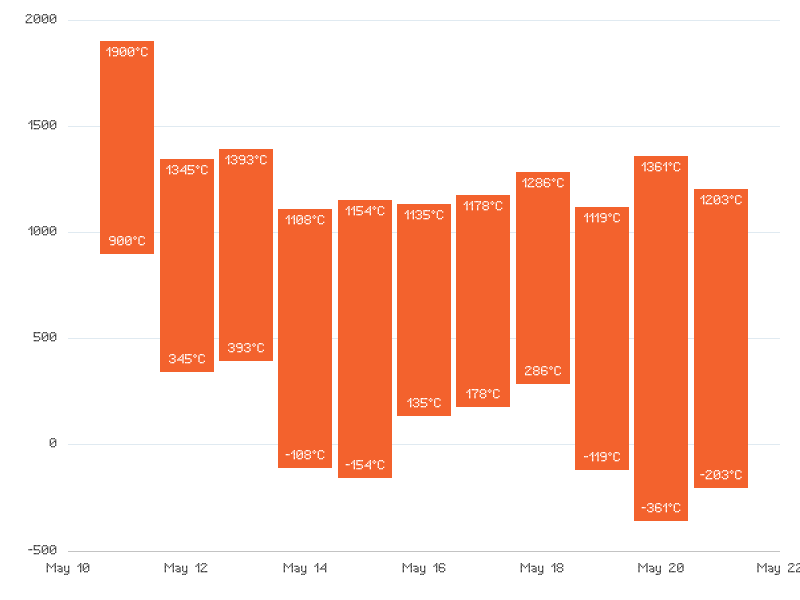 2000
1500
1000
500
0
-500
1900°C
900°C
1345°C
345°C
1393°C
393°C
1108°C
-108°C
1154°C
-154°C
1135°C
135°C
1178°C
178°C
1286°C
286°C
1119°C
-119°C
1361°C
-361°C
1203°C
-203°C
May 10
May 12
May 14
May 16
May 18
May 20
May 22